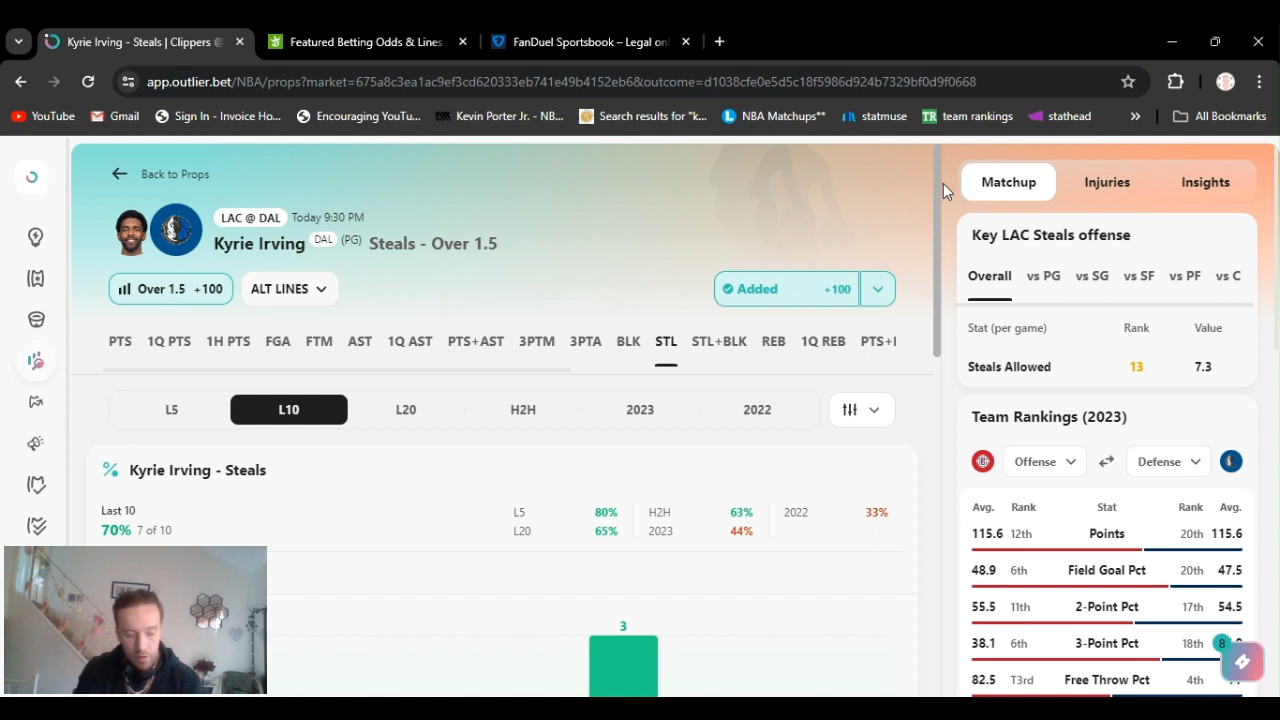 Kyrie Irving - Steals | Clippers @
Featured Betting Odds & Lines
FanDuel Sportsbook – Legal onl
app.outlier.bet/NBA/props?market=675a8c3ea1ac9ef3cd620333eb741e49b4152eb6&outcome=d1038cfe0e5d5c18f5986d924b7329bf0d9f0668
YouTube Gmail Sign In - Invoice Ho... Encouraging YouTu... Kevin Porter Jr. - NB... Search results for "k... NBA Matchups** statmuse TR team rankings stathead » All Bookmarks
Back to Props
LAC @ DAL Today 9:30 PM
Kyrie Irving DAL (PG) Steals - Over 1.5
Over 1.5 +100 ALT LINES Added +100
PTS 1Q PTS 1H PTS FGA FTM AST 1Q AST PTS+AST 3PTM 3PTA BLK STL STL+BLK REB 1Q REB
L5 L10 L20 H2H 2023 2022
Kyrie Irving - Steals
Last 10
70% 7 of 10
L5 80% H2H 63% 2022 33%
L20 65% 2023 44%
3
Matchup Injuries Insights
Key LAC Steals offense
Overall vs PG vs SG vs SF vs PF vs C
Stat (per game) Rank Value
Steals Allowed 13 7.3
Team Rankings (2023)
Offense Defense
Avg. Rank Stat Rank Avg.
115.6 12th Points 20th 115.6
48.9 6th Field Goal Pct 20th 47.5
55.5 11th 2-Point Pct 17th 54.5
38.1 6th 3-Point Pct 18th
82.5 T3rd Free Throw Pct 4th
8